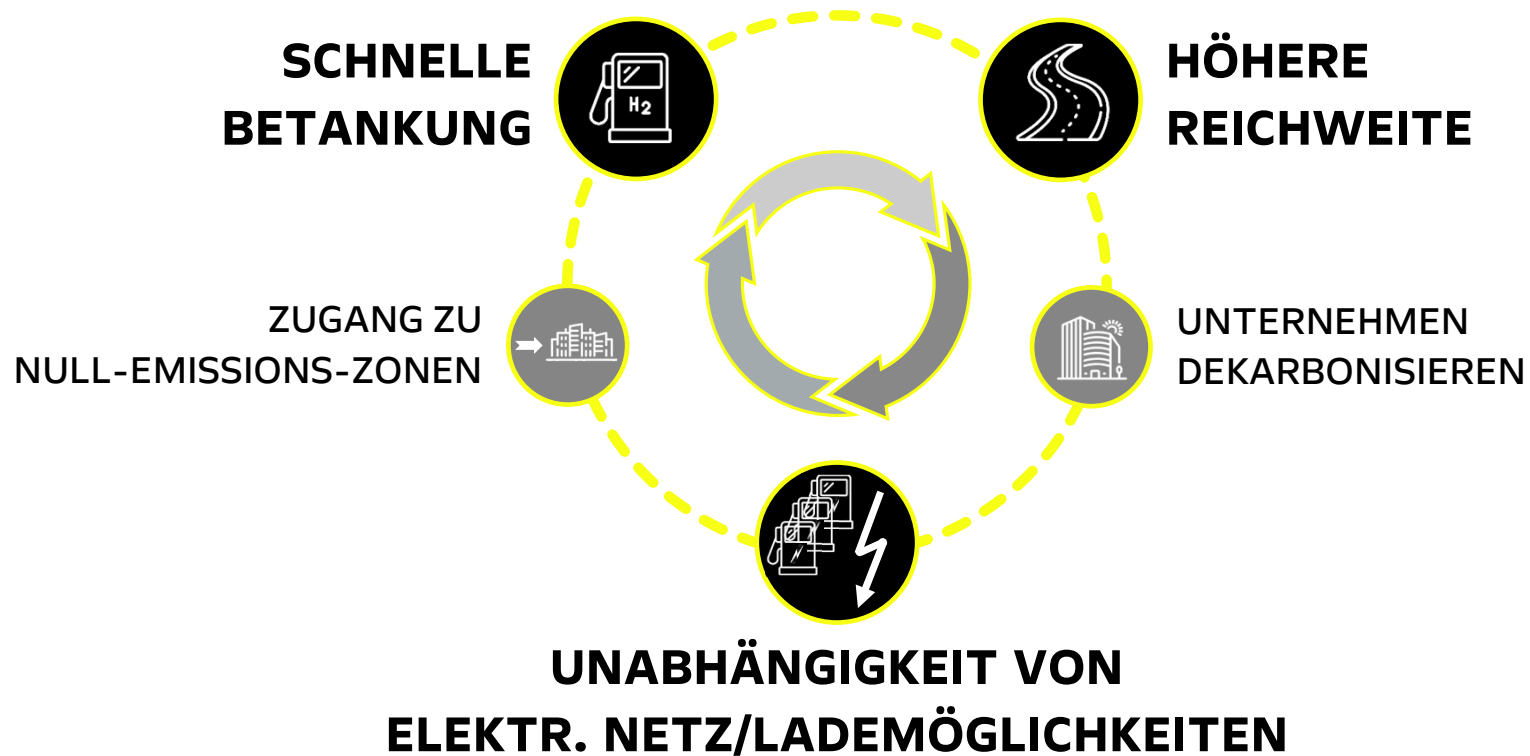 SCHNELLE
BETANKUNG
H2
HÖHERE
REICHWEITE
ZUGANG ZU
NULL-EMISSIONS-ZONEN
UNTERNEHMEN
DEKARBONISIEREN
UNABHÄNGIGKEIT VON
ELEKTR. NETZ/LADEMÖGLICHKEITEN